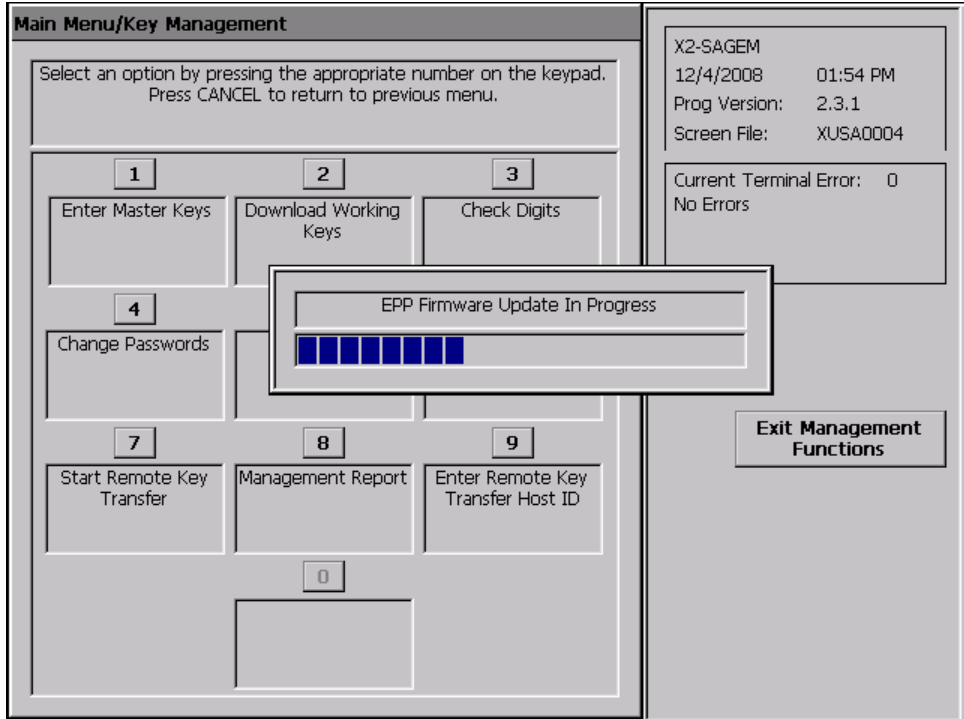 Main Menu/Key Management
Select an option by pressing the appropriate number on the keypad.
Press CANCEL to return to previous menu.
1
2
3
Enter Master Keys
Download Working
Keys
Check Digits
4
Change Passwords
EPP Firmware Update In Progress
7
8
9
Start Remote Key
Transfer
Management Report
Enter Remote Key
Transfer Host ID
0
X2-SAGEM
12/4/2008 01:54 PM
Prog Version: 2.3.1
Screen File: XUSA0004
Current Terminal Error: 0
No Errors
Exit Management
Functions